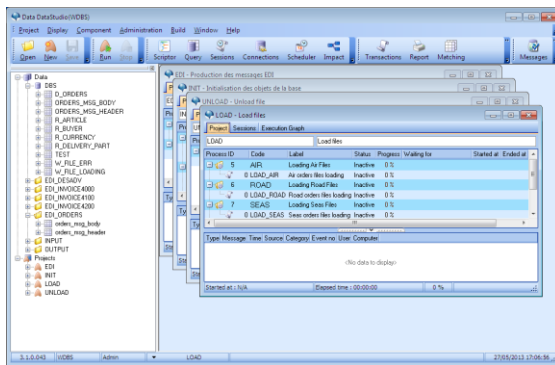 Data DataStudio(WDBS)
Project Display Component Administration Build Window Help
Open New Save Run Stop Scriptor Query Sessions Connections Scheduler Impact Transactions Report Matching Messages
Data
DBS
D_ORDERS
ORDERS_MSG_BODY
ORDERS_MSG_HEADER
R_ARTICLE
R_BUYER
R_CURRENCY
R_DELIVERY_PART
TEST
W_FILE_ERR
W_FILE_LOADING
EDI_DESADV
EDI_INVOICE4000
EDI_INVOICE4100
EDI_INVOICE4200
EDI_ORDERS
orders_msg_body
orders_msg_header
INPUT
OUTPUT
Projects
EDI
INIT
LOAD
UNLOAD
EDI - Production des messages EDI
INIT - Initialisation des objets de la base
UNLOAD - Unload file
LOAD - Load files
Project Sessions Execution Graph
LOAD Load files
Process ID Code Label Status Progress Waiting for Started at Ended at
5 AIR Loading Air Files Inactive 0 %
0 LOAD_AIR Air orders files loading Inactive 0 %
6 ROAD Loading Road Files Inactive 0 %
0 LOAD_ROAD Road orders files loading Inactive 0 %
7 SEAS Loading Seas Files Inactive 0 %
0 LOAD_SEAS Seas orders files loading Inactive 0 %
Type Message Time Source Category Event no. User Computer
<No data to display>
Started at : N/A Elapsed time : 00:00:00 0 %
3.1.0.043 WDBS Admin LOAD 27/05/2013 17:06:56